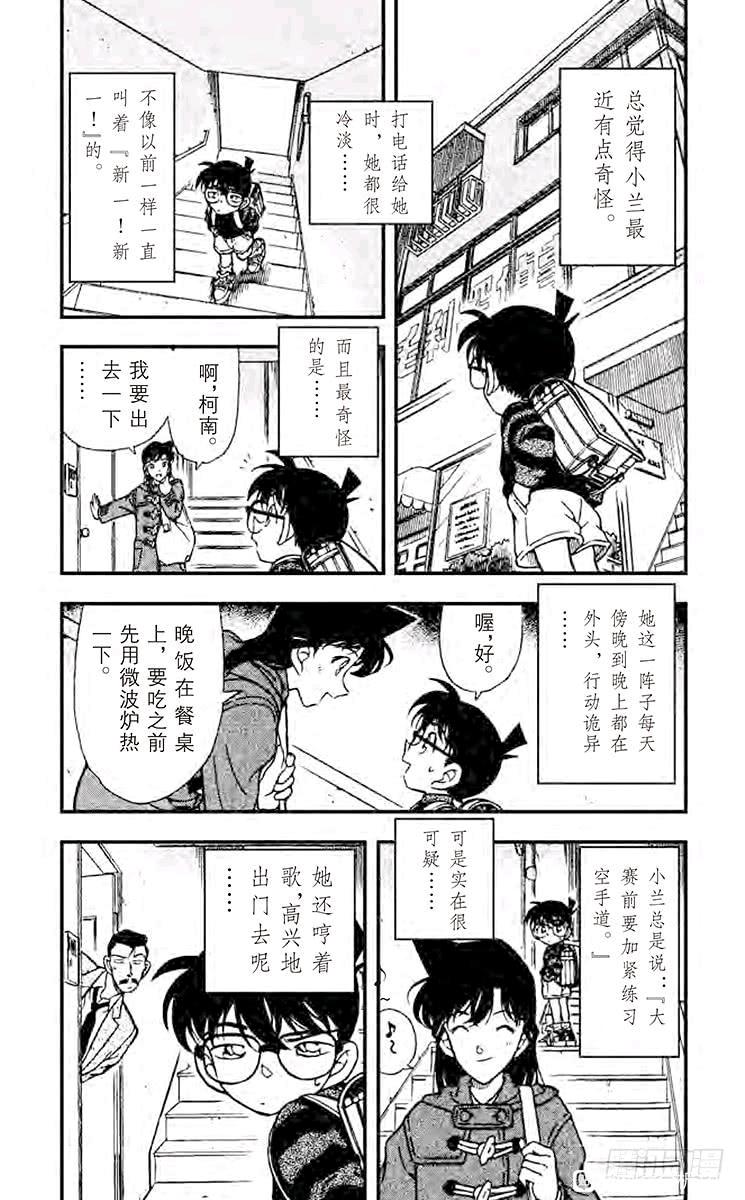 总觉得小兰最
近有点奇怪。
打电话给她
时，她都很
冷淡……
不像以前一样一直
叫着『新一！新
一！』的。
而且最奇怪
的是……
啊，柯南。
我要出
去一下
……
她这一阵子每天
傍晚到晚上都在
外头，行动诡异
……
喔，好。
晚饭在餐桌
上，要吃之前
先用微波炉热
一下。
小兰总是说：『大
赛前要加紧练习
空手道。』
可是实在很
可疑……
她还哼着
歌，高兴地
出门去呢
……